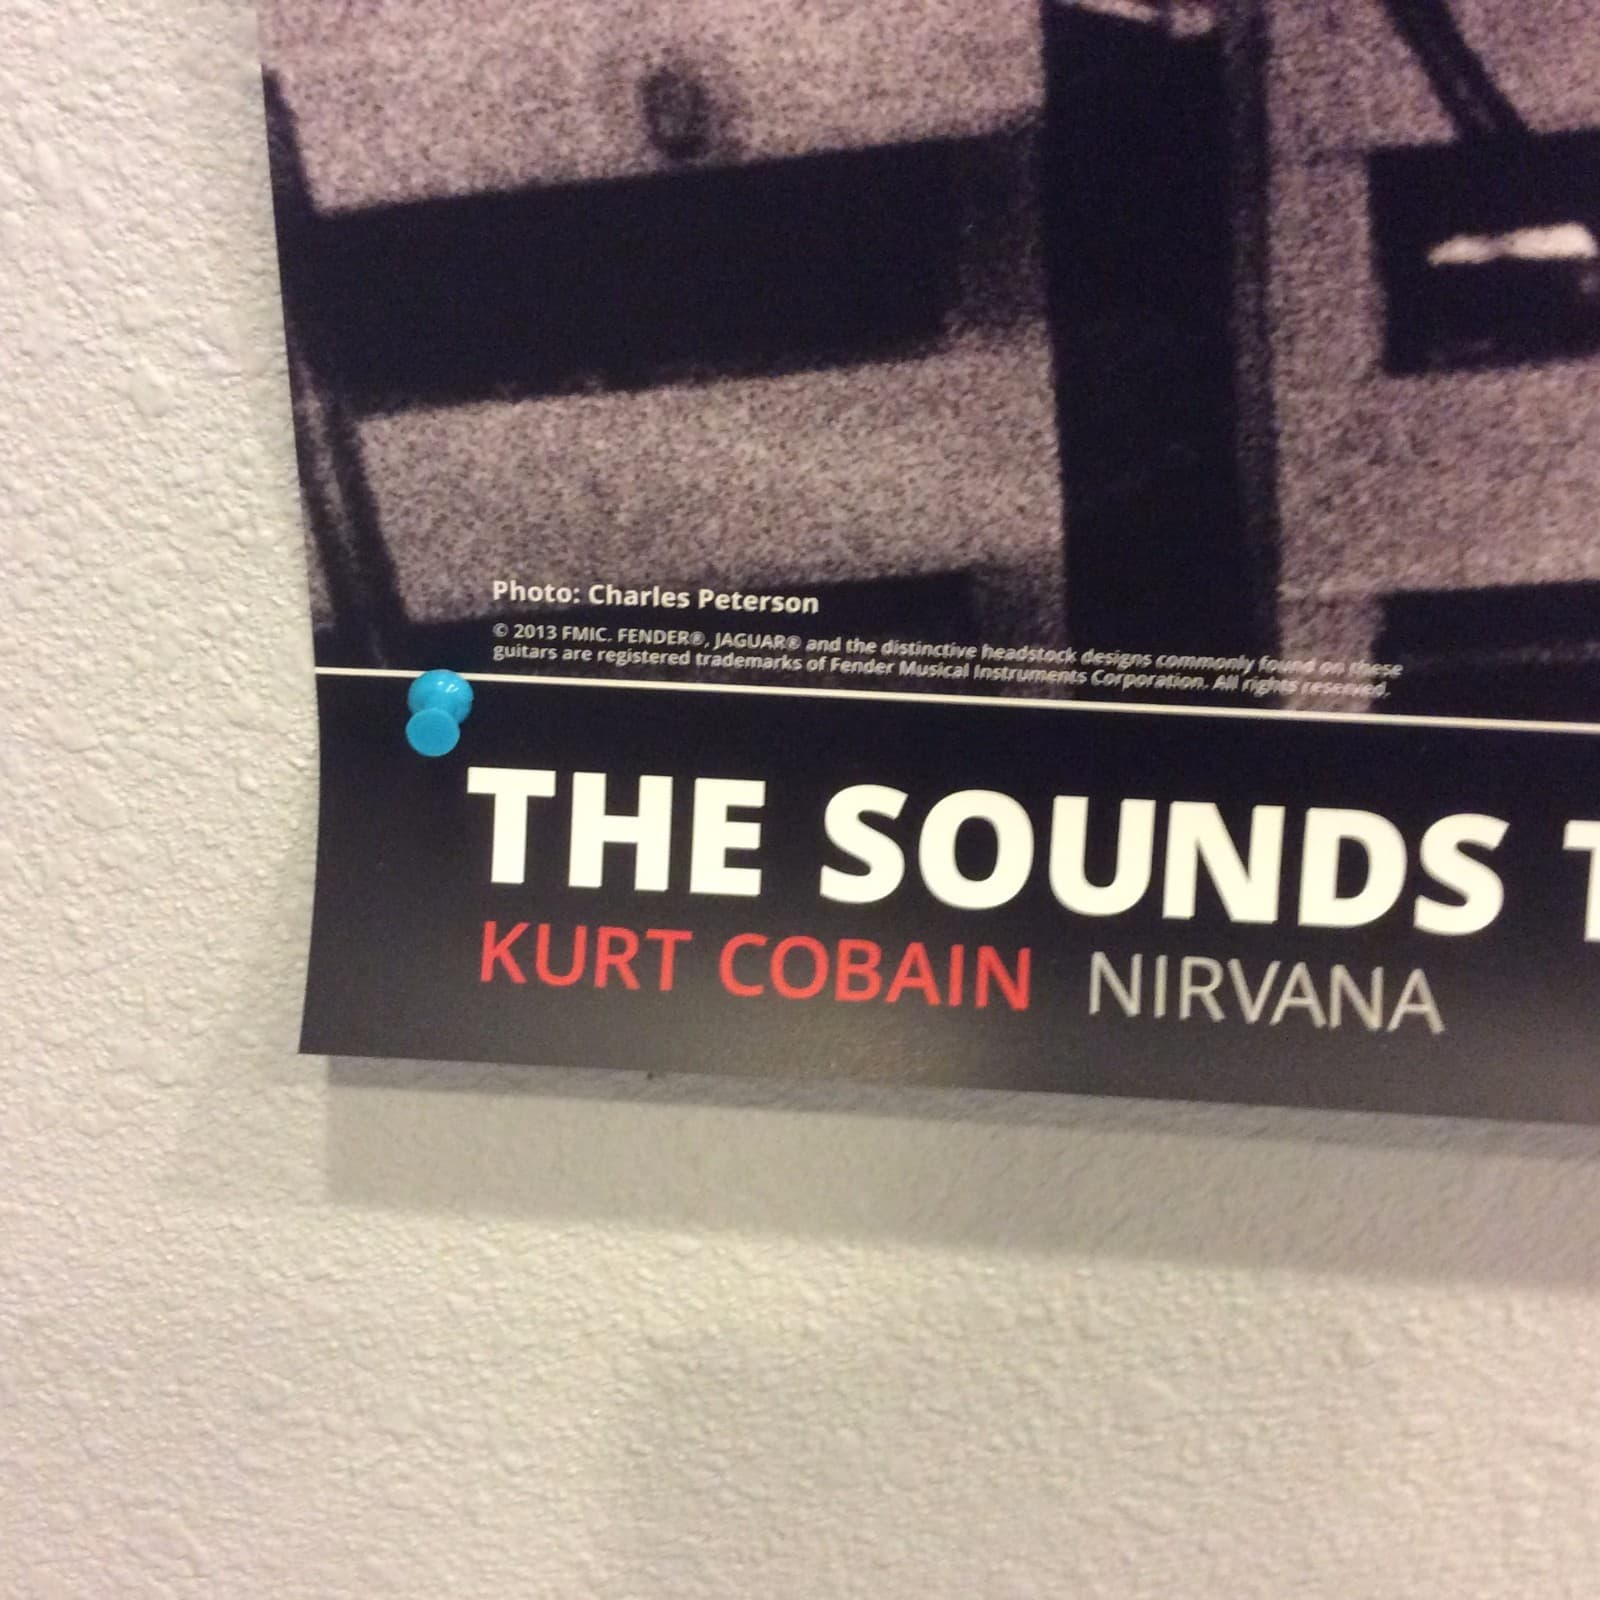 Photo: Charles Peterson
© 2013 FMIC. FENDER®, JAGUAR® and the distinctive headstock designs commonly found on these
guitars are registered trademarks of Fender Musical Instruments Corporation. All rights reserved.
THE SOUNDS T
KURT COBAIN NIRVANA